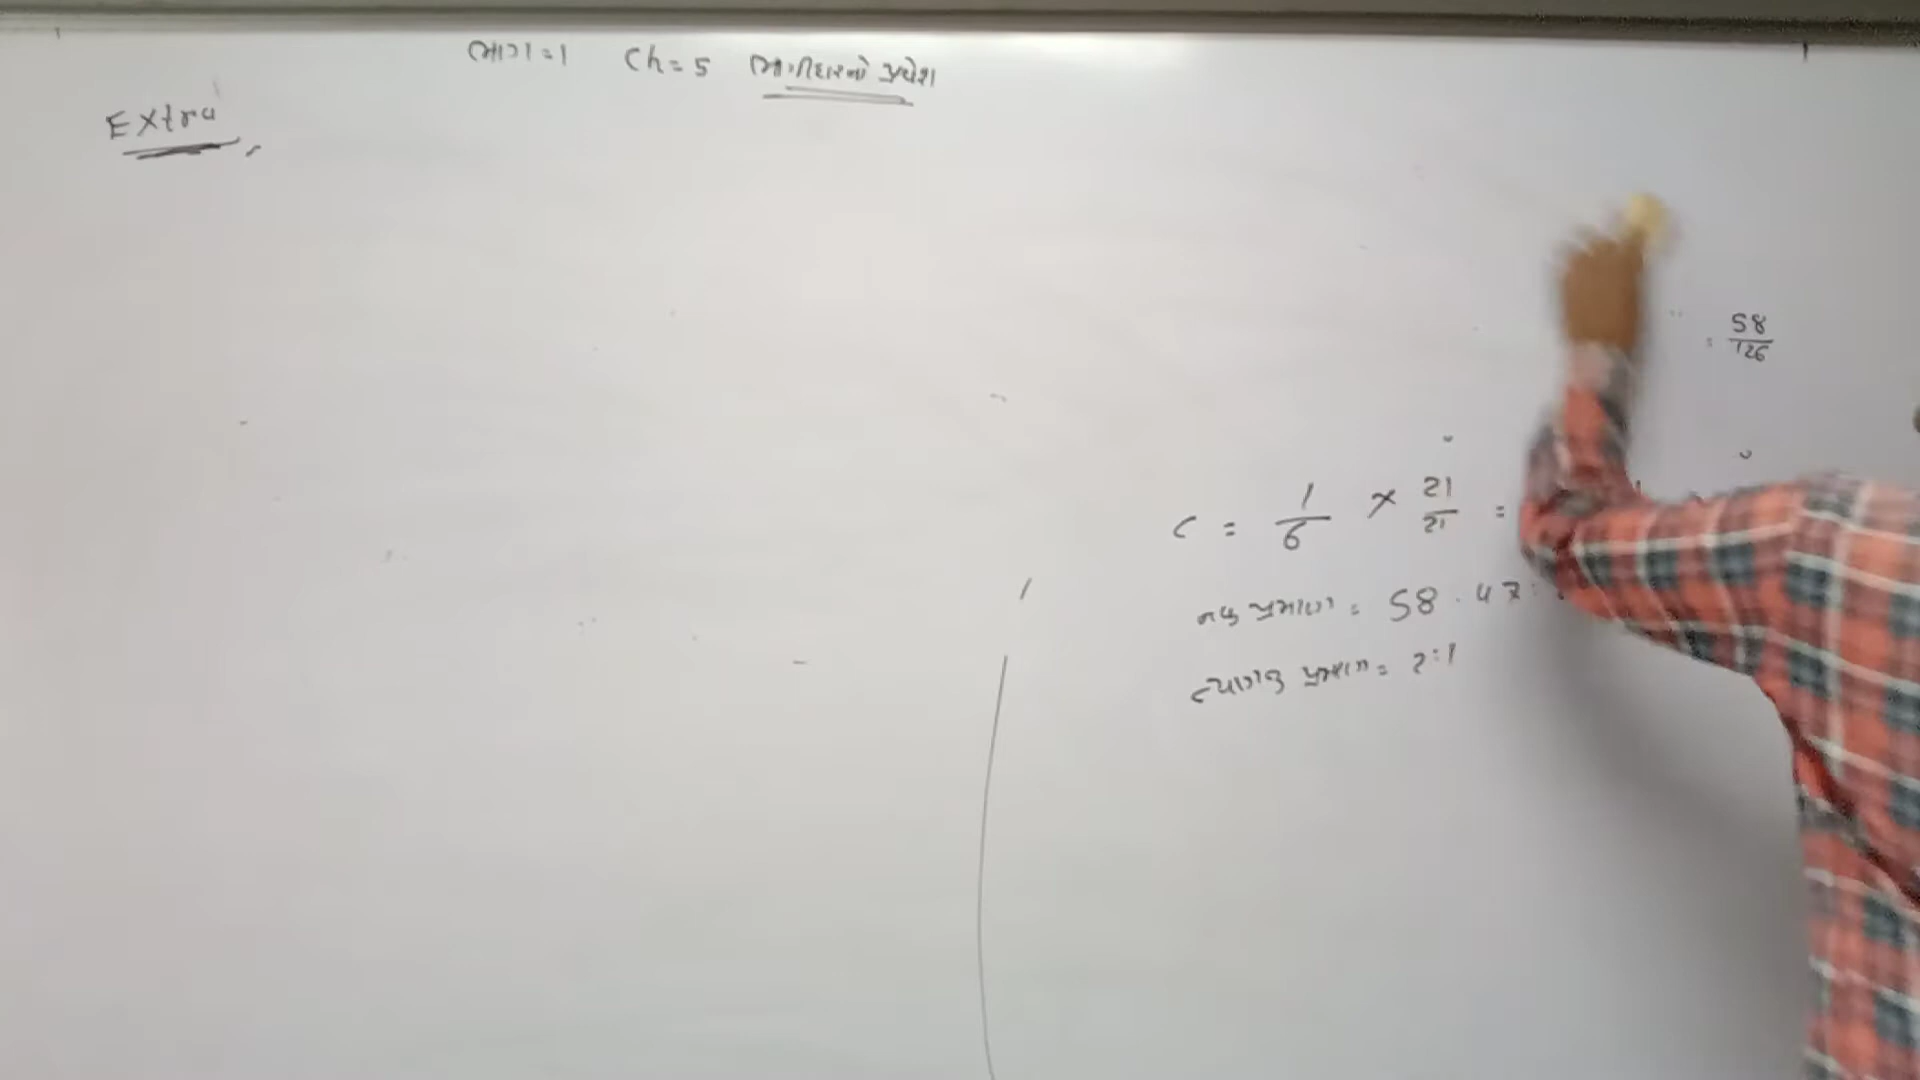 ભાગ=1 Ch=5 ભાગીદારનો પ્રવેશ
Extra
= 58/126
C = 1/6 × 21/21 =
નફા પ્રમાણ = 58 : 47 :
ત્યાગનું પ્રમાણ = 2:1